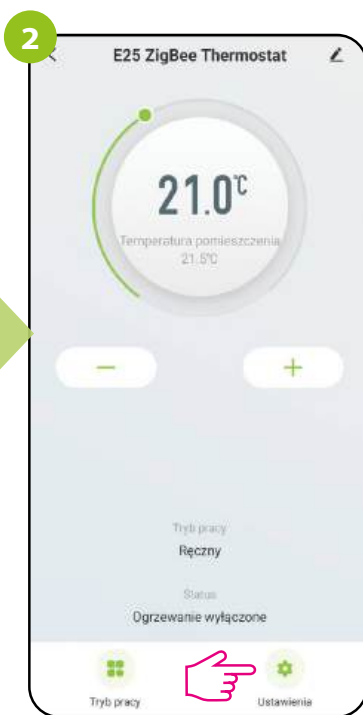 2
E25 ZigBee Thermostat
21.0°C
Temperatura pomieszczenia
21.5°C
Tryb pracy
Ręczny
Status
Ogrzewanie wyłączone
Tryb pracy
Ustawienia